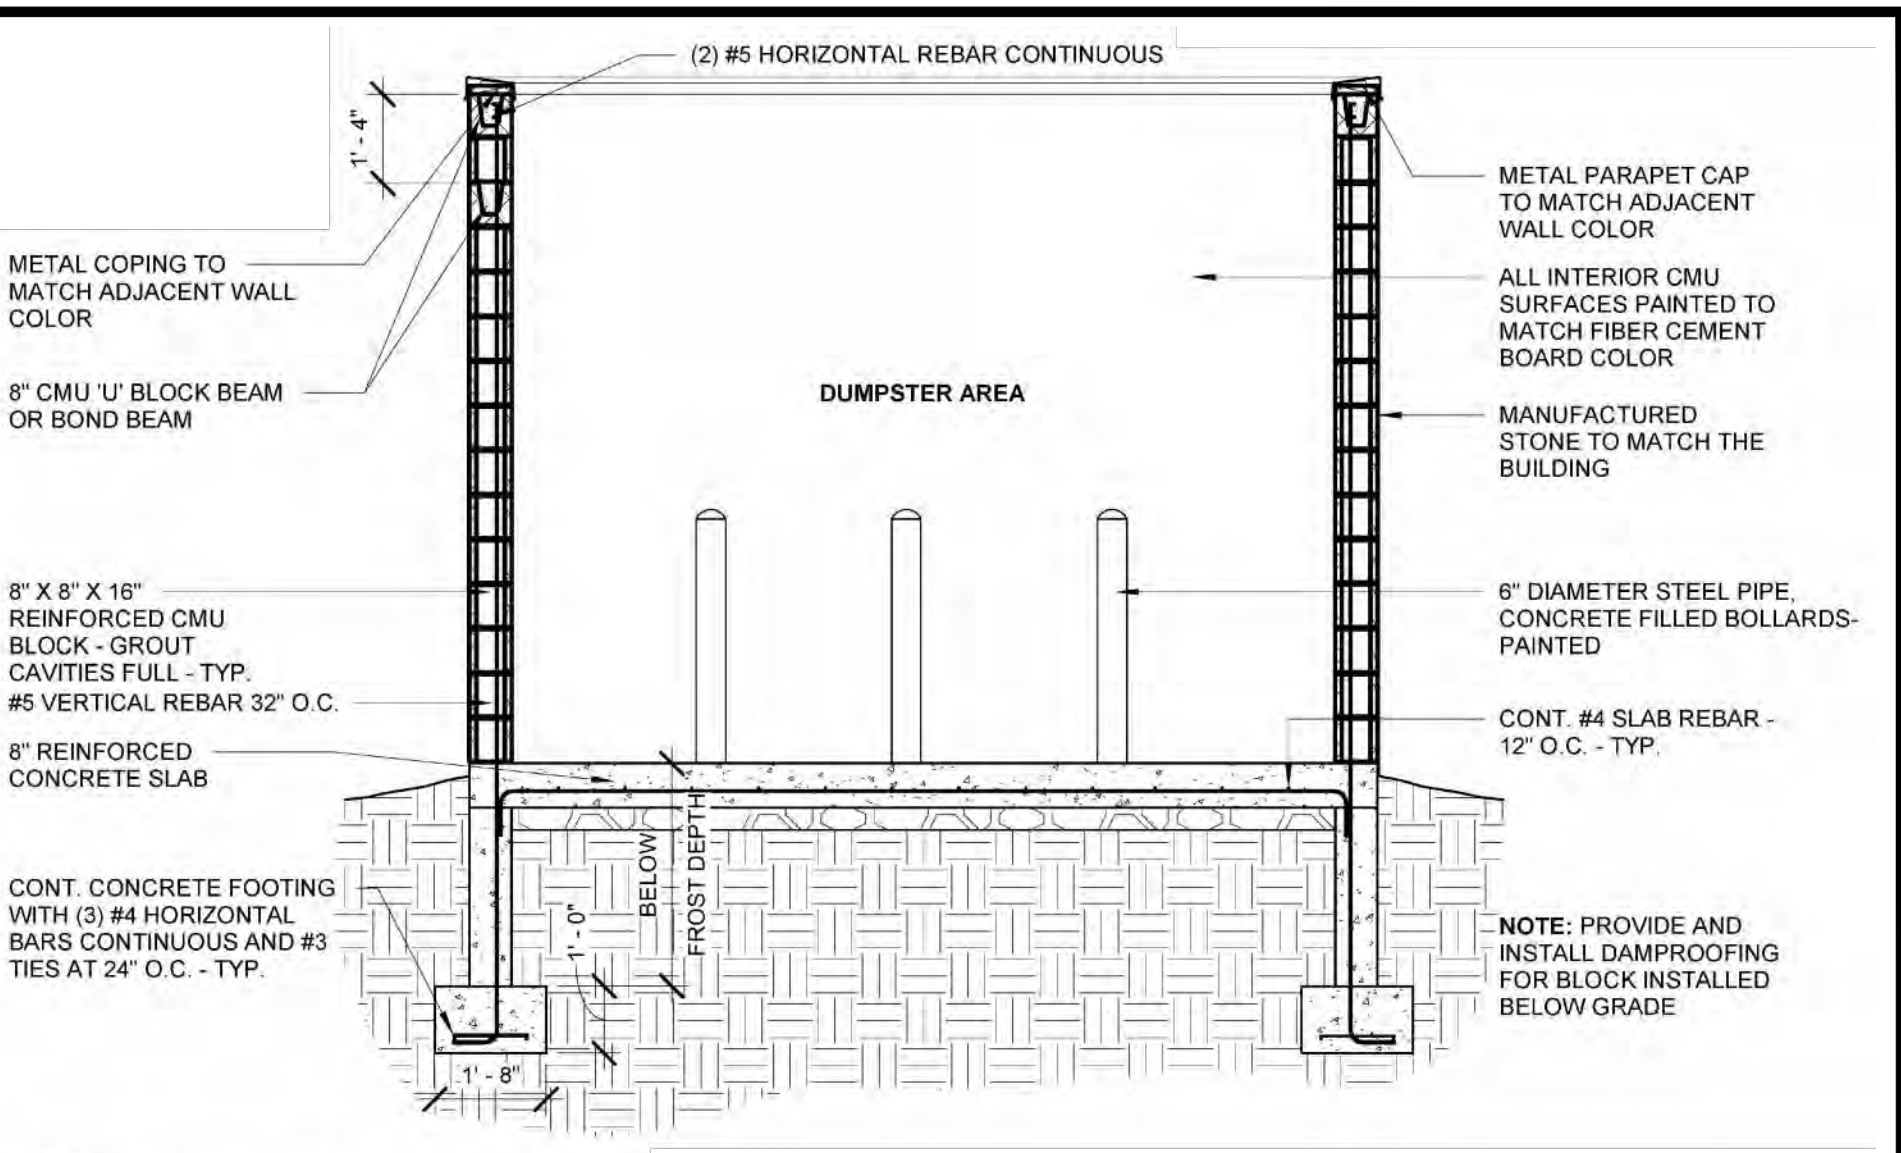 (2) #5 HORIZONTAL REBAR CONTINUOUS
1' - 4"
METAL COPING TO
MATCH ADJACENT WALL
COLOR
8" CMU 'U' BLOCK BEAM
OR BOND BEAM
8" X 8" X 16"
REINFORCED CMU
BLOCK - GROUT
CAVITIES FULL - TYP.
#5 VERTICAL REBAR 32" O.C.
8" REINFORCED
CONCRETE SLAB
CONT. CONCRETE FOOTING
WITH (3) #4 HORIZONTAL
BARS CONTINUOUS AND #3
TIES AT 24" O.C. - TYP.
DUMPSTER AREA
BELOW
FROST DEPTH
1' - 0"
1' - 8"
METAL PARAPET CAP
TO MATCH ADJACENT
WALL COLOR
ALL INTERIOR CMU
SURFACES PAINTED TO
MATCH FIBER CEMENT
BOARD COLOR
MANUFACTURED
STONE TO MATCH THE
BUILDING
6" DIAMETER STEEL PIPE,
CONCRETE FILLED BOLLARDS-
PAINTED
CONT. #4 SLAB REBAR -
12" O.C. - TYP.
NOTE: PROVIDE AND
INSTALL DAMPROOFING
FOR BLOCK INSTALLED
BELOW GRADE